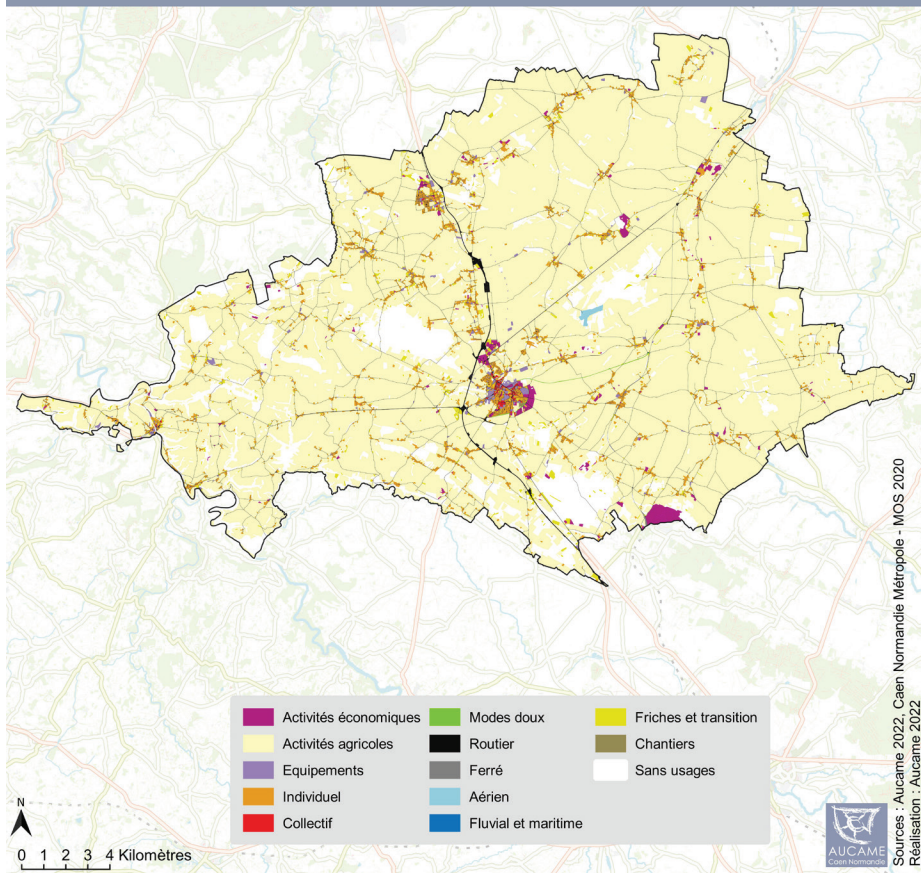 Activités économiques
Activités agricoles
Equipements
Individuel
Collectif
Modes doux
Routier
Ferré
Aérien
Fluvial et maritime
Friches et transition
Chantiers
Sans usages
N
0 1 2 3 4 Kilomètres
AUCAME
Caen Normandie
Sources : Aucame 2022, Caen Normandie Métropole - MOS 2020
Réalisation : Aucame 2022